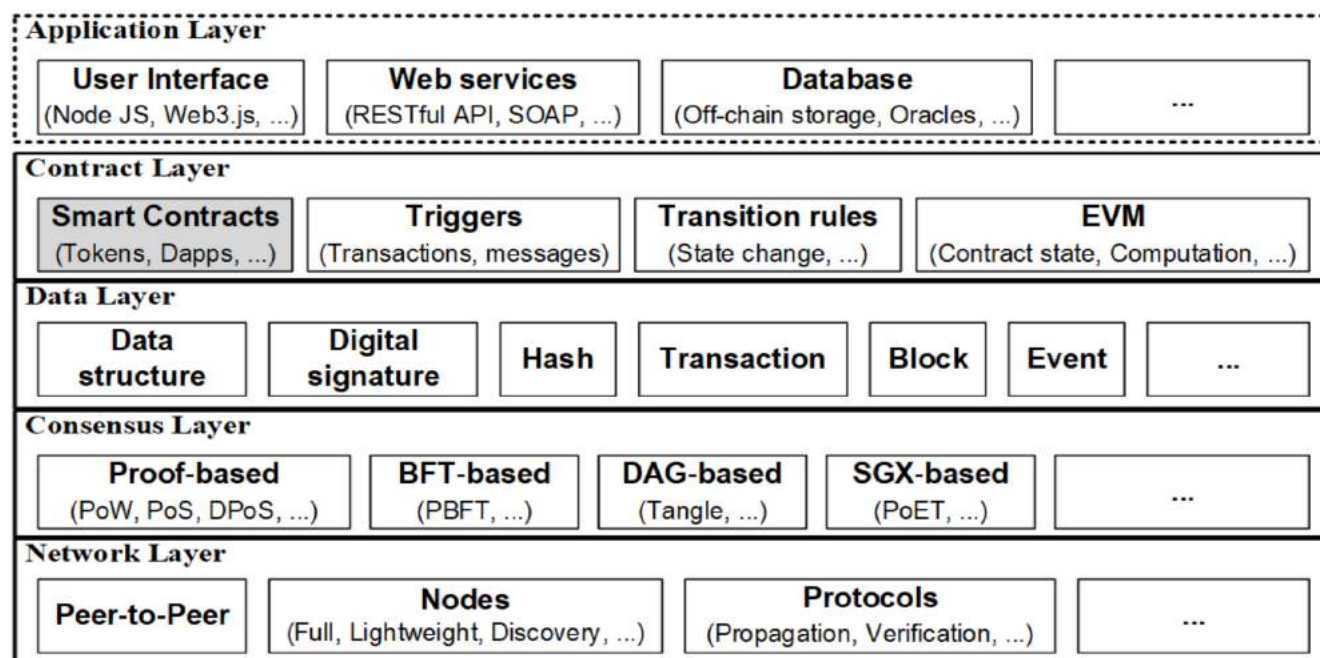 Application Layer
User Interface
(Node JS, Web3.js, ...)
Web services
(RESTful API, SOAP, ...)
Database
(Off-chain storage, Oracles, ...)
...
Contract Layer
Smart Contracts
(Tokens, Dapps, ...)
Triggers
(Transactions, messages)
Transition rules
(State change, ...)
EVM
(Contract state, Computation, ...)
Data Layer
Data
structure
Digital
signature
Hash
Transaction
Block
Event
...
Consensus Layer
Proof-based
(PoW, PoS, DPoS, ...)
BFT-based
(PBFT, ...)
DAG-based
(Tangle, ...)
SGX-based
(PoET, ...)
...
Network Layer
Peer-to-Peer
Nodes
(Full, Lightweight, Discovery, ...)
Protocols
(Propagation, Verification, ...)
...